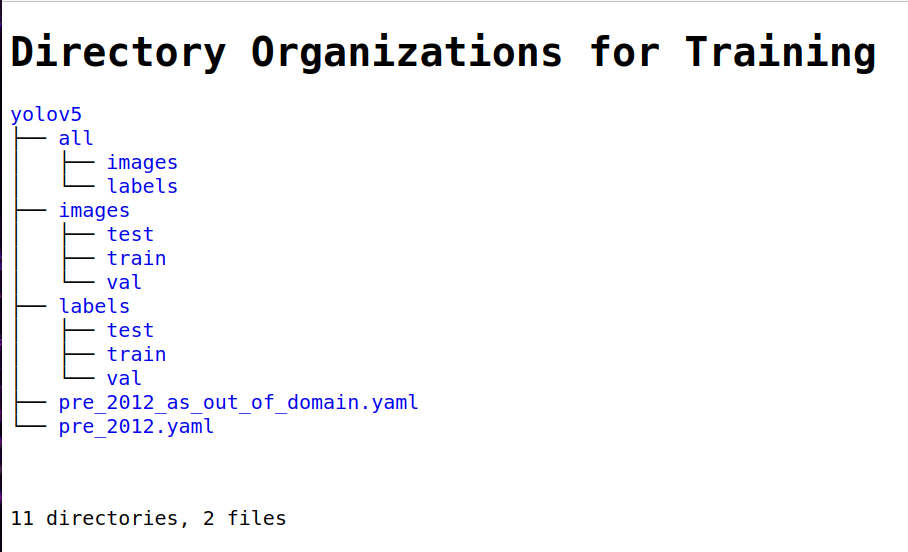 Directory Organizations for Training
yolov5
├── all
│   ├── images
│   └── labels
├── images
│   ├── test
│   ├── train
│   └── val
├── labels
│   ├── test
│   ├── train
│   └── val
├── pre_2012_as_out_of_domain.yaml
└── pre_2012.yaml
11 directories, 2 files